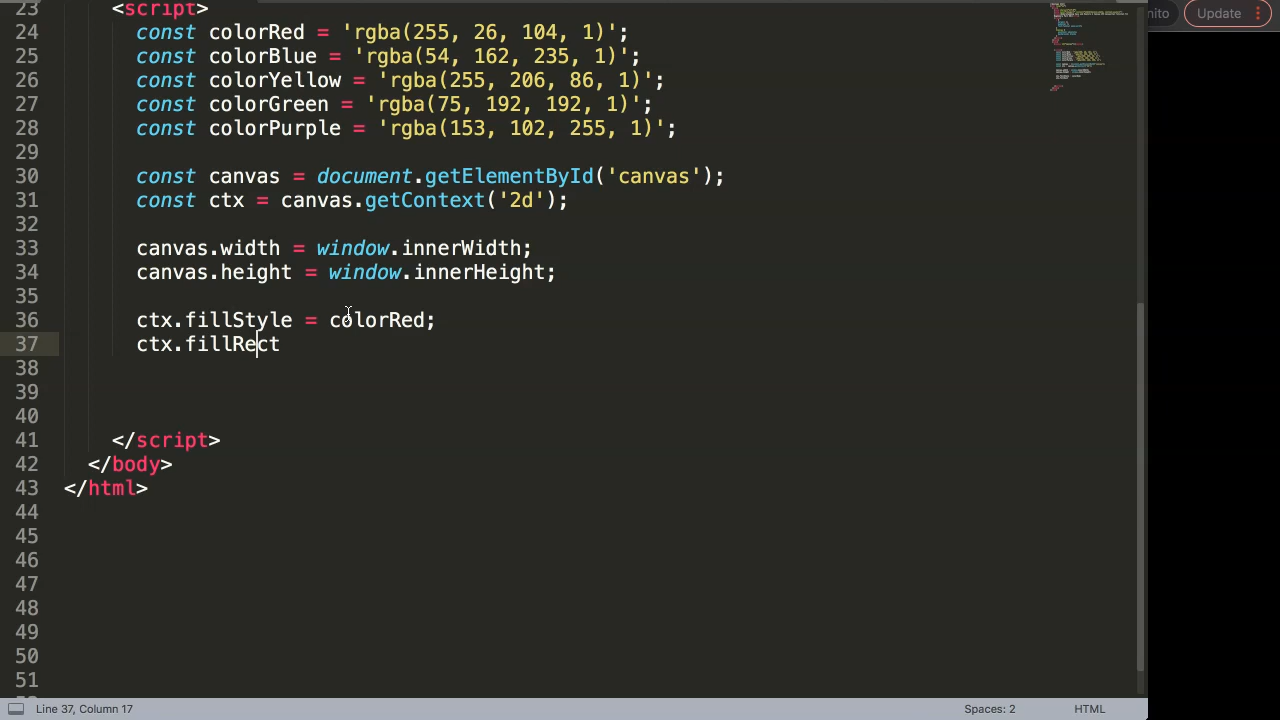 23 <script>
nito Update
24 const colorRed = 'rgba(255, 26, 104, 1)';
25 const colorBlue = 'rgba(54, 162, 235, 1)';
26 const colorYellow = 'rgba(255, 206, 86, 1)';
27 const colorGreen = 'rgba(75, 192, 192, 1)';
28 const colorPurple = 'rgba(153, 102, 255, 1)';
29
30 const canvas = document.getElementById('canvas');
31 const ctx = canvas.getContext('2d');
32
33 canvas.width = window.innerWidth;
34 canvas.height = window.innerHeight;
35
36 ctx.fillStyle = colorRed;
37 ctx.fillRect
38
39
40
41 </script>
42 </body>
43 </html>
44
45
46
47
48
49
50
51
Line 37, Column 17 Spaces: 2 HTML